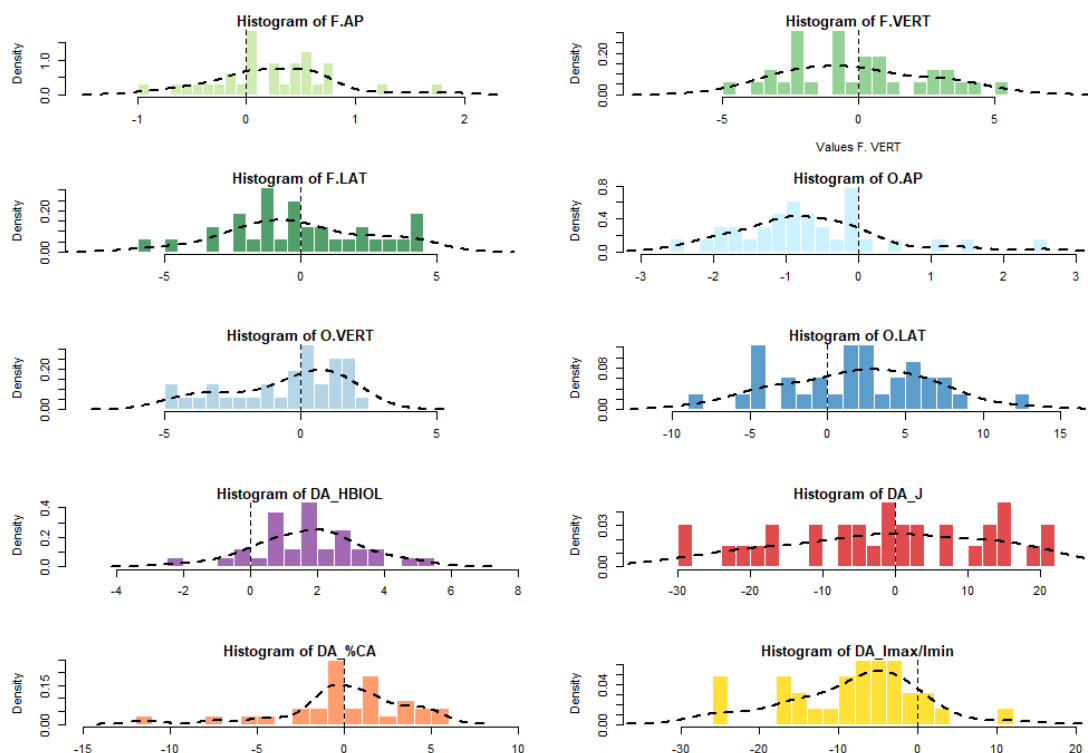 Histogram of F.AP
Density
0.0 1.0
-1 0 1 2
Histogram of F.VERT
Density
0.00 0.20
-5 0 5
Values F. VERT
Histogram of F.LAT
Density
0.00 0.20
-5 0 5
Histogram of O.AP
Density
0.0 0.4 0.8
-3 -2 -1 0 1 2 3
Histogram of O.VERT
Density
0.00 0.20
-5 0 5
Histogram of O.LAT
Density
0.00 0.08
-10 -5 0 5 10 15
Histogram of DA_HBIOL
Density
0.0 0.2 0.4
-4 -2 0 2 4 6 8
Histogram of DA_J
Density
0.00 0.03
-30 -20 -10 0 10 20
Histogram of DA_%CA
Density
0.00 0.15
-15 -10 -5 0 5 10
Histogram of DA_Imax/Imin
Density
0.00 0.04
-30 -20 -10 0 10 20